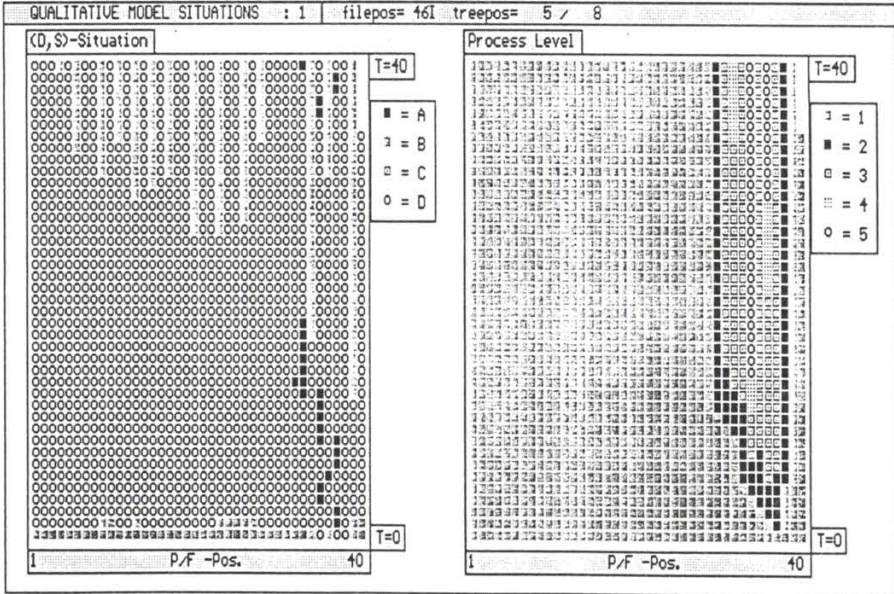 QUALITATIVE MODEL SITUATIONS : 1 filepos= 46I treepos= 5 / 8
(D,S)-Situation
Process Level
T=40
T=40
= A
= B
= C
O = D
= 1
= 2
= 3
= 4
O = 5
T=0
T=0
1 P/F -Pos. 40
1 P/F -Pos. 40